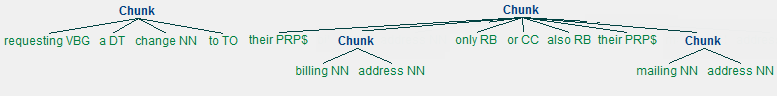 Chunk Chunk
requesting VBG a DT change NN to TO their PRP$ Chunk only RB or CC also RB their PRP$ Chunk
billing NN address NN mailing NN address NN